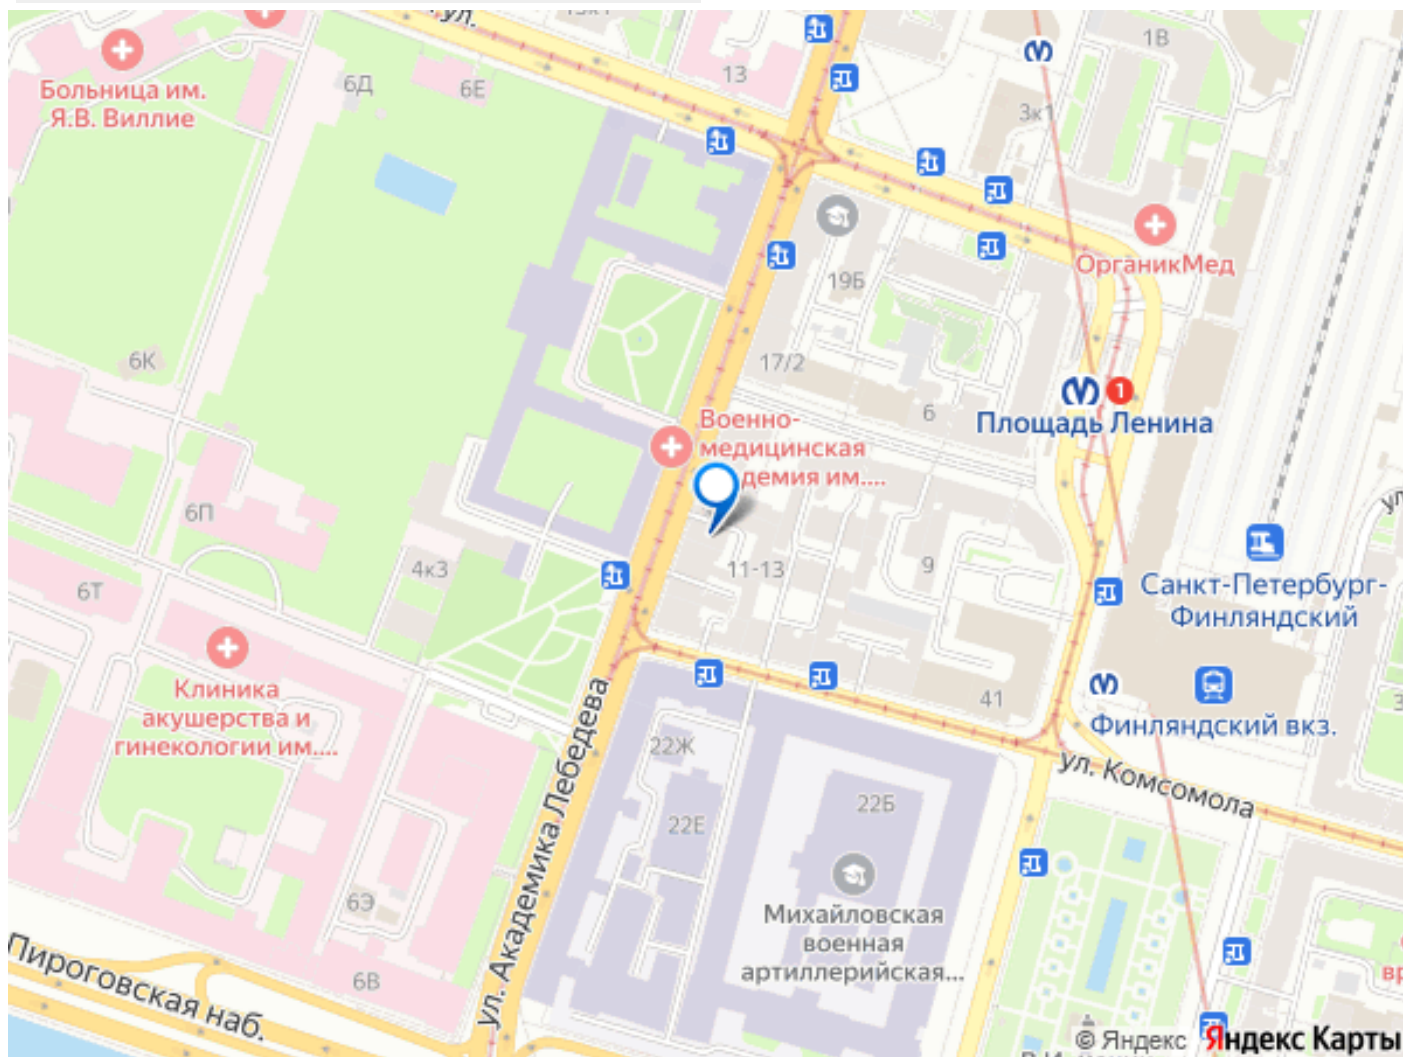 ул.
13
1В
Больница им.
Я.В. Виллие
6Д
6Е
3к1
ОрганикМед
19Б
17/2
6К
6
1
Площадь Ленина
Военно-
медицинская
демия им....
6П
4к3
11-13
9
6Т
Санкт-Петербург-
Финляндский
Клиника
акушерства и
гинекологии им....
41
Финляндский вкз.
22Ж
ул. Комсомола
ул. Академика Лебедева
22Е
22Б
Михайловская
военная
артиллерийская...
6Э
6В
Пироговская наб.
© Яндекс Яндекс Карты